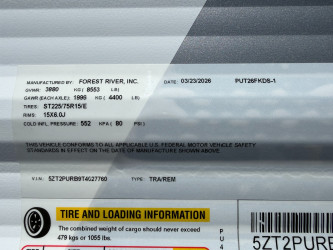 MANUFACTURED BY: FOREST RIVER, INC. DATE: 03/23/2026 PUT26FKDS-1
GVWR: 3880 KG ( 8553 LB)
GAWR (EACH AXLE): 1996 KG ( 4400 LB)
TIRES: ST225/75R15/E
RIMS: 15X6.0J
COLD INFL. PRESSURE: 552 KPA ( 80 PSI)
THIS VEHICLE CONFORMS TO ALL APPLICABLE U.S. FEDERAL MOTOR VEHICLE SAFETY
STANDARDS IN EFFECT ON THE DATE OF MANUFACTURE SHOWN ABOVE.
V.I.N.: 5ZT2PURB9T4027760 TYPE: TRA/REM
TIRE AND LOADING INFORMATION
The combined weight of cargo should never exceed
479 kgs or 1055 lbs.
P
U
4
5ZT2PURB